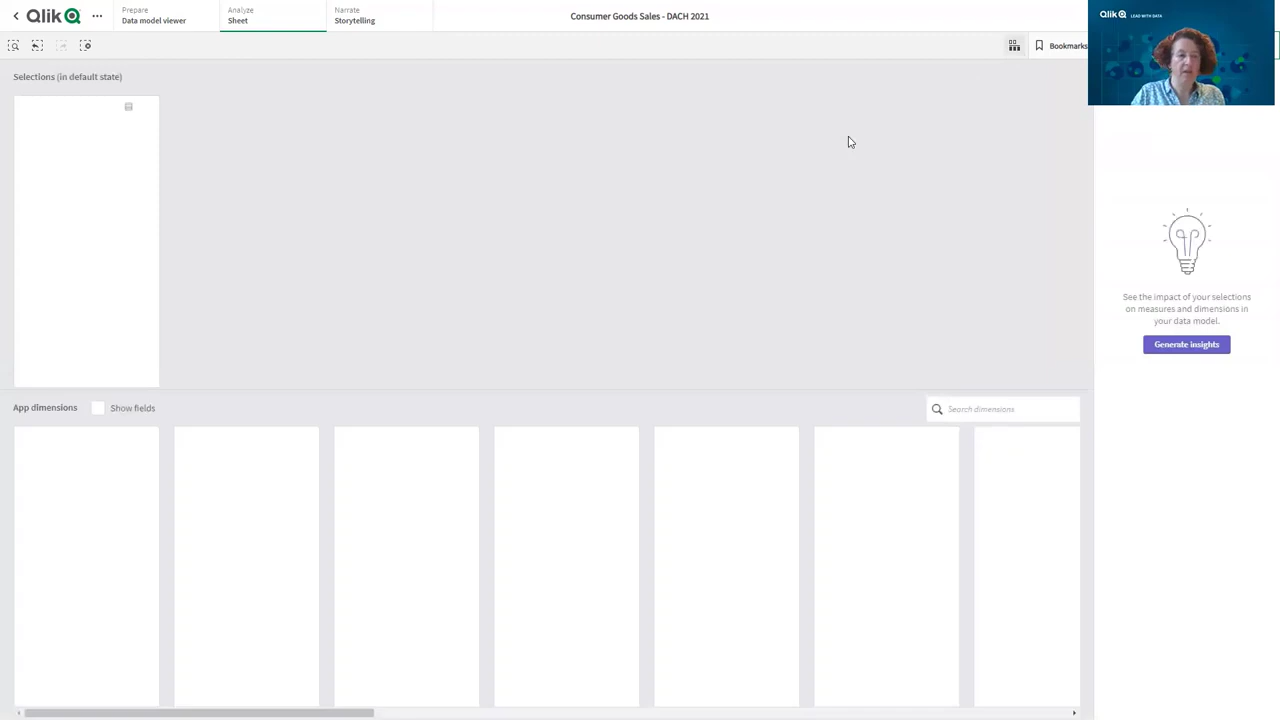 Qlik
Prepare
Data model viewer
Analyze
Sheet
Narrate
Storytelling
Consumer Goods Sales - DACH 2021
Bookmarks
Qlik LEAD WITH DATA
Selections (in default state)
See the impact of your selections
on measures and dimensions in
your data model.
Generate insights
App dimensions
Show fields
Search dimensions